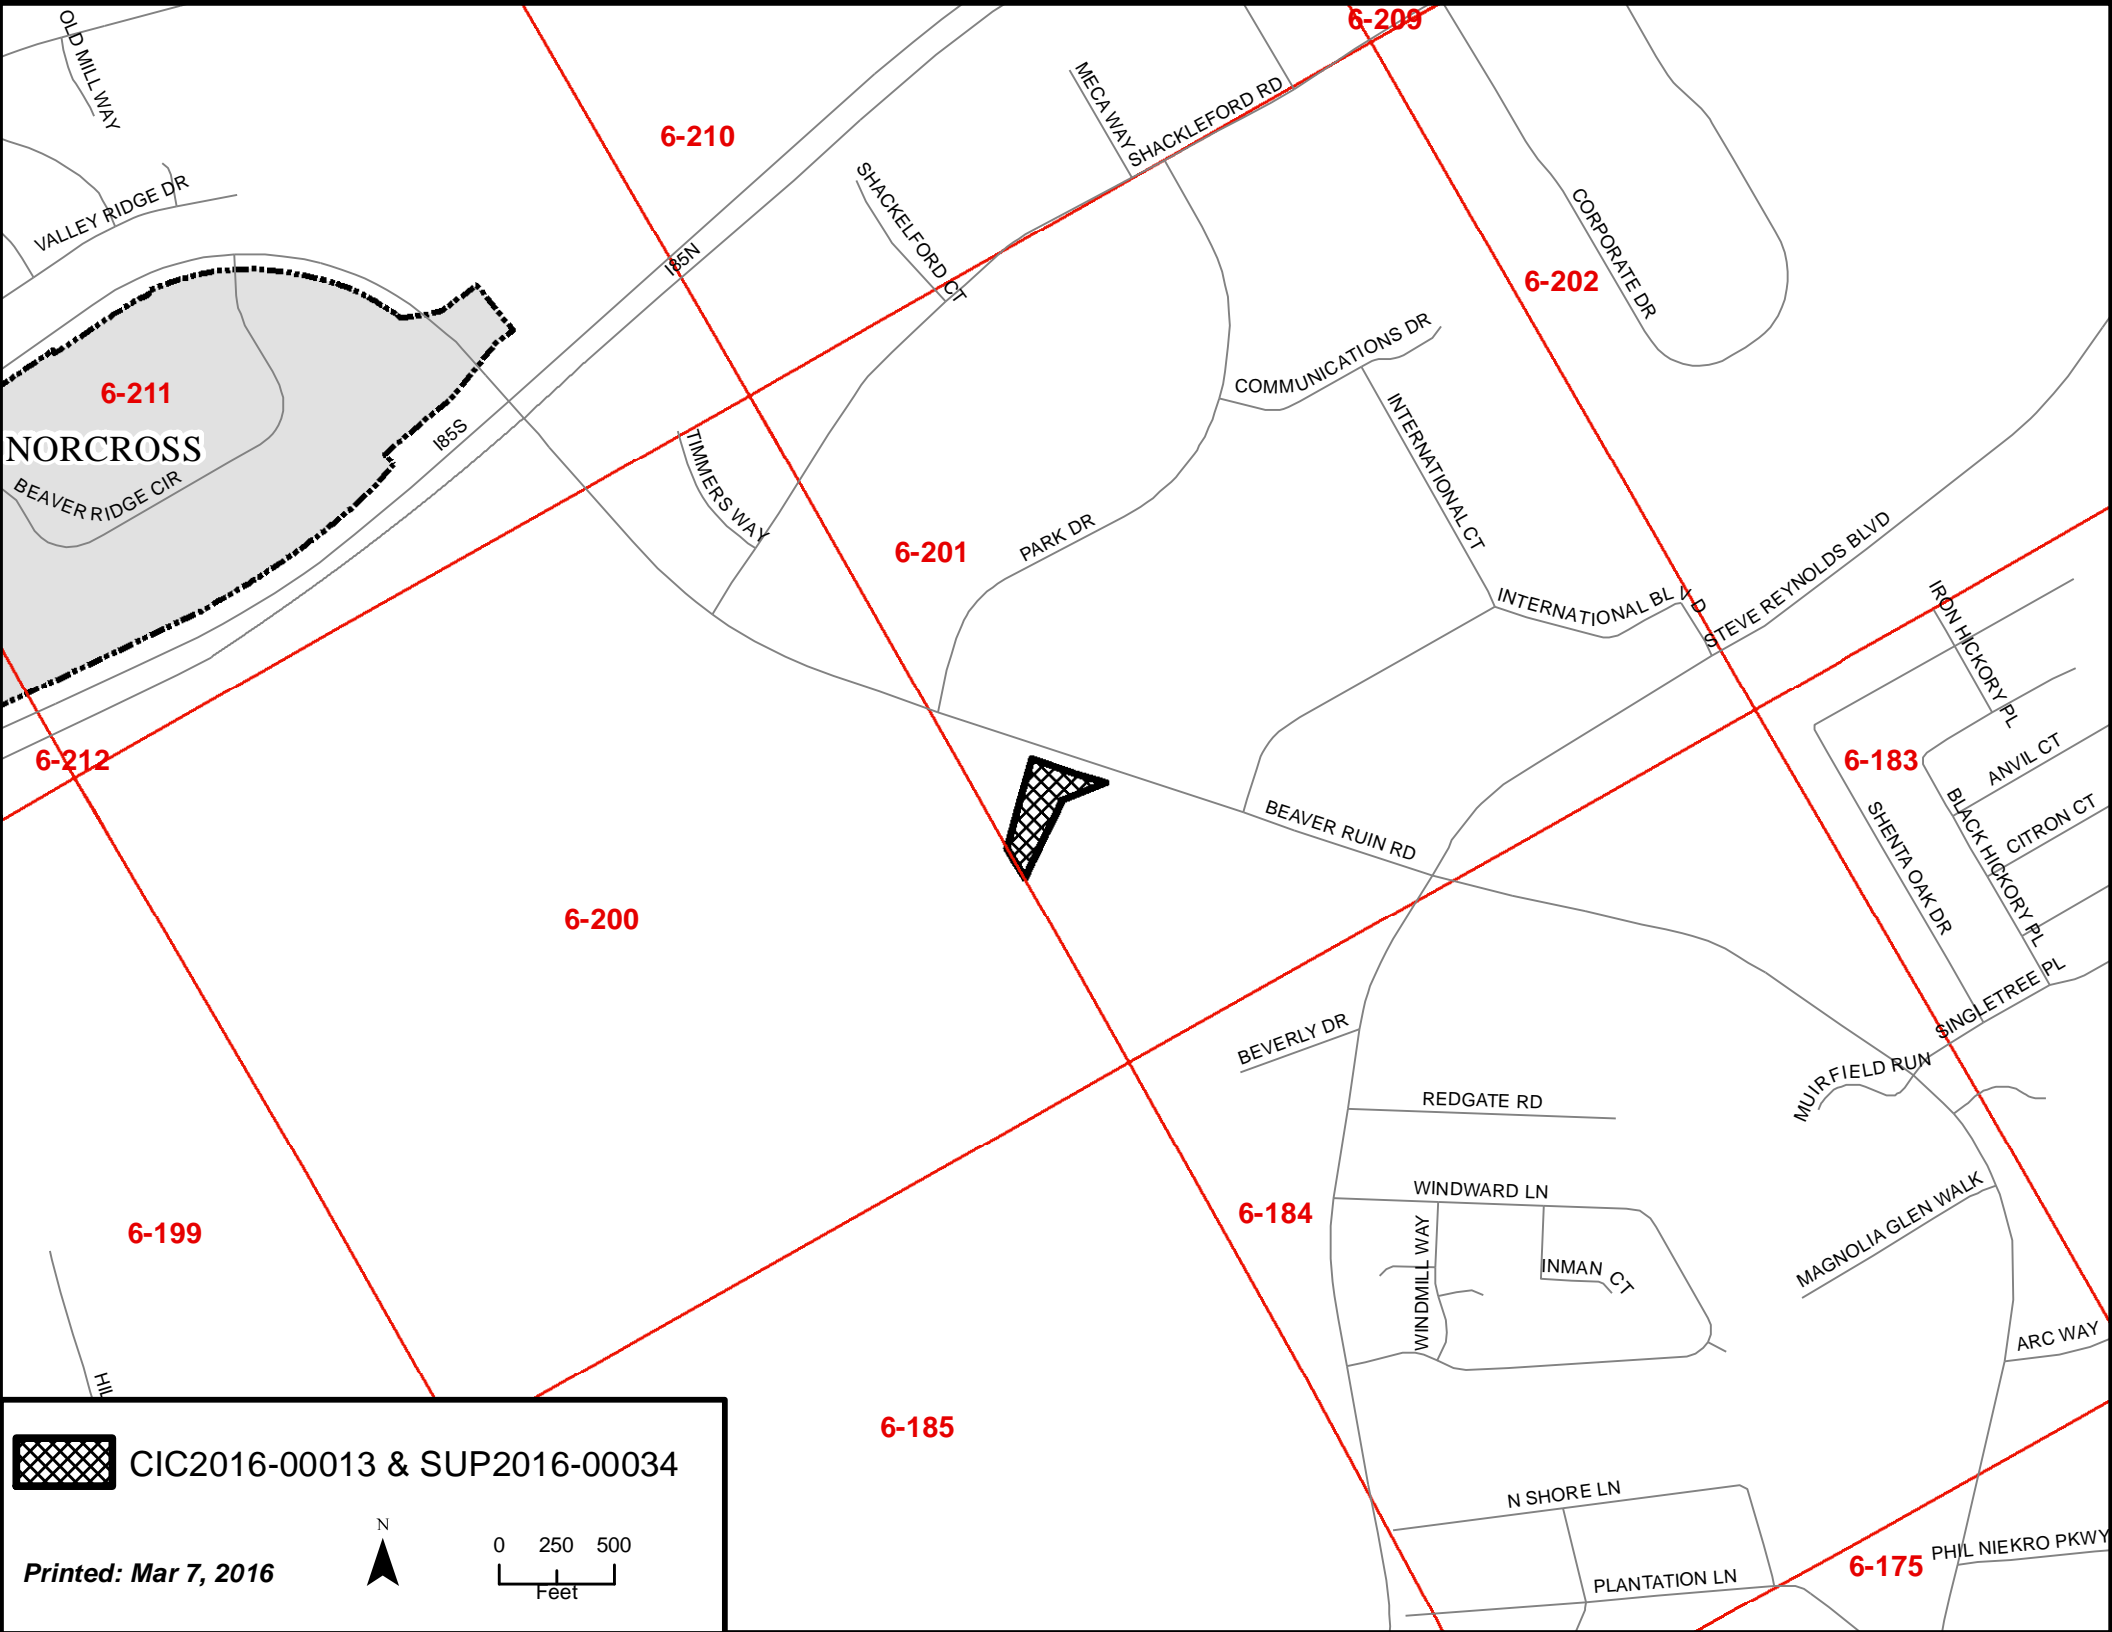 6-209
OLD MILL WAY
6-210
MECA WAY
SHACKLEFORD RD
SHACKELFORD CT
VALLEY RIDGE DR
CORPORATE DR
I85N
6-202
6-211
COMMUNICATIONS DR
NORCROSS
I85S
INTERNATIONAL CT
BEAVER RIDGE CIR
TIMMERS WAY
6-201
PARK DR
INTERNATIONAL BLVD
STEVE REYNOLDS BLVD
IRON HICKORY PL
6-212
6-183
ANVIL CT
BEAVER RUIN RD
SHENTA OAK DR
BLACK HICKORY PL
CITRON CT
6-200
SINGLETREE PL
BEVERLY DR
MUIRFIELD RUN
REDGATE RD
6-199
6-184
WINDWARD LN
WINDMILL WAY
INMAN CT
MAGNOLIA GLEN WALK
ARC WAY
HIL
6-185
CIC2016-00013 & SUP2016-00034
N SHORE LN
N
0 250 500
Feet
Printed: Mar 7, 2016
PHIL NIEKRO PKWY
6-175
PLANTATION LN